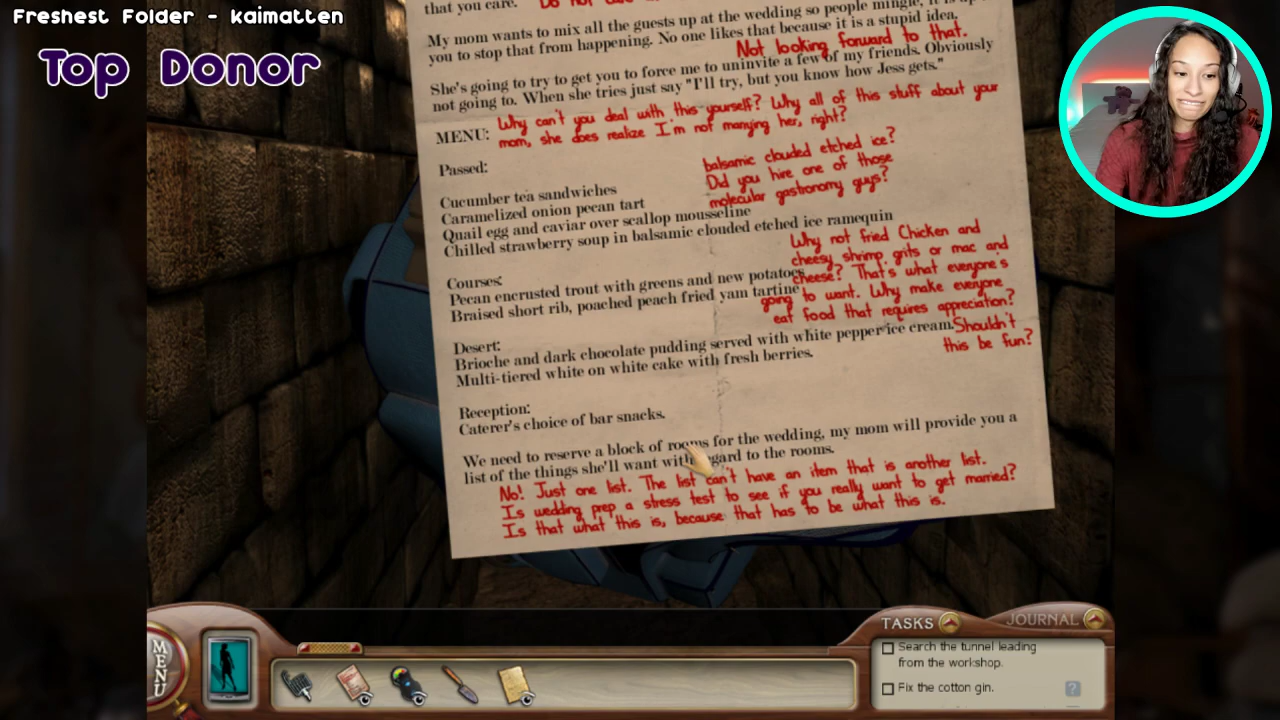 Freshest Folder - kaimatten
Top Donor
that you care.
My mom wants to mix all the guests up at the wedding so people mingle, it is up to
you to stop that from happening. No one likes that because it is a stupid idea.
Not looking forward to that.
She's going to try to get you to force me to uninvite a few of my friends. Obviously
not going to. When she tries just say "I'll try, but you know how Jess gets."
Why can't you deal with this yourself? Why all of this stuff about your
mom, she does realize I'm not marrying her, right?
MENU:
Passed:
balsamic clouded etched ice?
Did you hire one of those
molecular gastronomy guys?
Cucumber tea sandwiches
Caramelized onion pecan tart
Quail egg and caviar over scallop mousseline
Chilled strawberry soup in balsamic clouded etched ice ramequin
Why not fried Chicken and
cheesy shrimp grits or mac and
cheese? That's what everyone's
going to want. Why make everyone
eat food that requires appreciation?
Shouldn't
this be fun?
Courses:
Pecan encrusted trout with greens and new potatoes
Braised short rib, poached peach fried yam tartine
Desert:
Brioche and dark chocolate pudding served with white pepper ice cream.
Multi-tiered white on white cake with fresh berries.
Reception:
Caterer's choice of bar snacks.
We need to reserve a block of rooms for the wedding, my mom will provide you a
list of the things she'll want with regard to the rooms.
No! Just one list. The list can't have an item that is another list.
Is wedding prep a stress test to see if you really want to get married?
Is that what this is, because that has to be what this is.
MENU
TASKS
JOURNAL
Search the tunnel leading
from the workshop.
Fix the cotton gin.
?